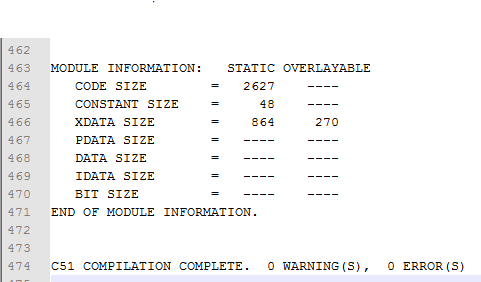 462
463 MODULE INFORMATION:   STATIC OVERLAYABLE
464    CODE SIZE        =   2627    ----
465    CONSTANT SIZE    =     48    ----
466    XDATA SIZE       =    864     270
467    PDATA SIZE       =   ----    ----
468    DATA SIZE        =   ----    ----
469    IDATA SIZE       =   ----    ----
470    BIT SIZE         =   ----    ----
471 END OF MODULE INFORMATION.
472
473
474 C51 COMPILATION COMPLETE.  0 WARNING(S),  0 ERROR(S)